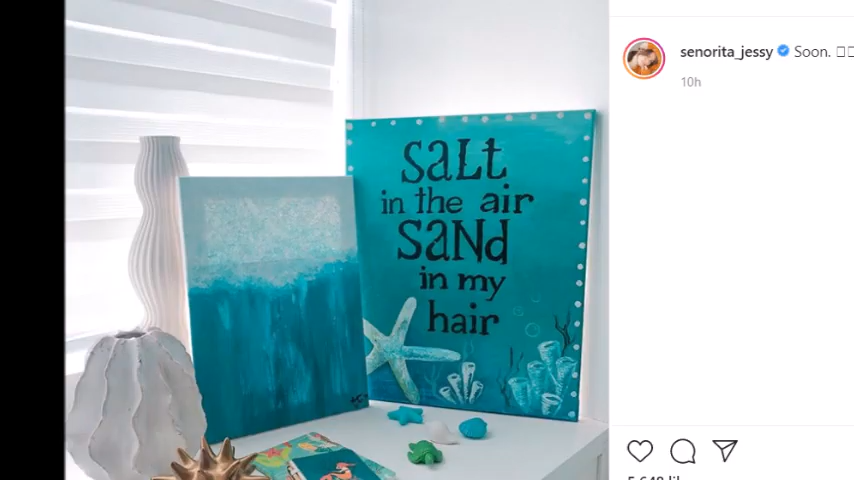 salt
in the air
sand
in my
hair
senorita_jessy Soon.
10h